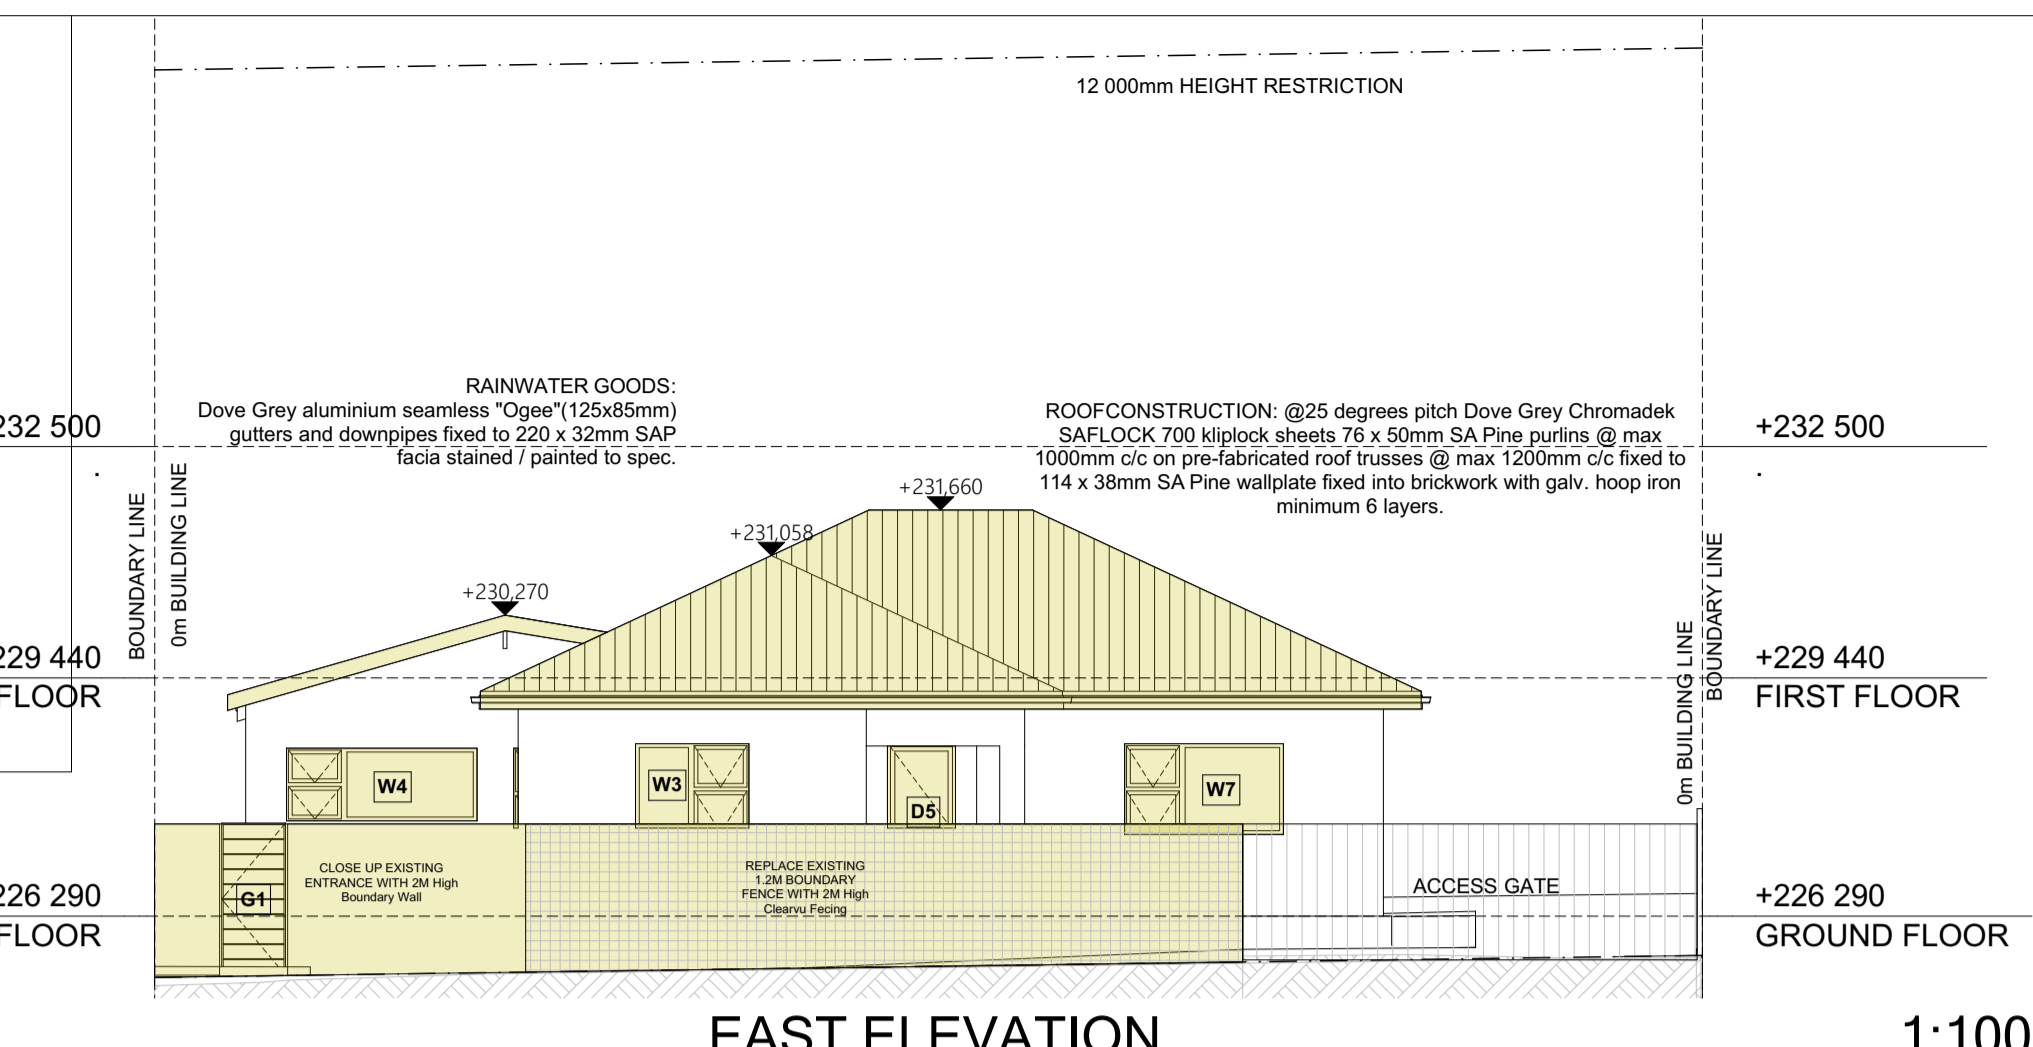 12 000mm HEIGHT RESTRICTION
RAINWATER GOODS:
Dove Grey aluminium seamless "Ogee"(125x85mm)
gutters and downpipes fixed to 220 x 32mm SAP
facia stained / painted to spec.
ROOFCONSTRUCTION: @25 degrees pitch Dove Grey Chromadek
SAFLOCK 700 kliplock sheets 76 x 50mm SA Pine purlins @ max
1000mm c/c on pre-fabricated roof trusses @ max 1200mm c/c fixed to
114 x 38mm SA Pine wallplate fixed into brickwork with galv. hoop iron
minimum 6 layers.
232 500
+232 500
.
.
BOUNDARY LINE
0m BUILDING LINE
+231,660
+231,058
+230,270
0m BUILDING LINE
BOUNDARY LINE
229 440
FLOOR
+229 440
FIRST FLOOR
W4
W3
D5
W7
CLOSE UP EXISTING
ENTRANCE WITH 2M High
Boundary Wall
G1
REPLACE EXISTING
1.2M BOUNDARY
FENCE WITH 2M High
Clearvu Fecing
ACCESS GATE
226 290
FLOOR
+226 290
GROUND FLOOR
EAST ELEVATION
1:100